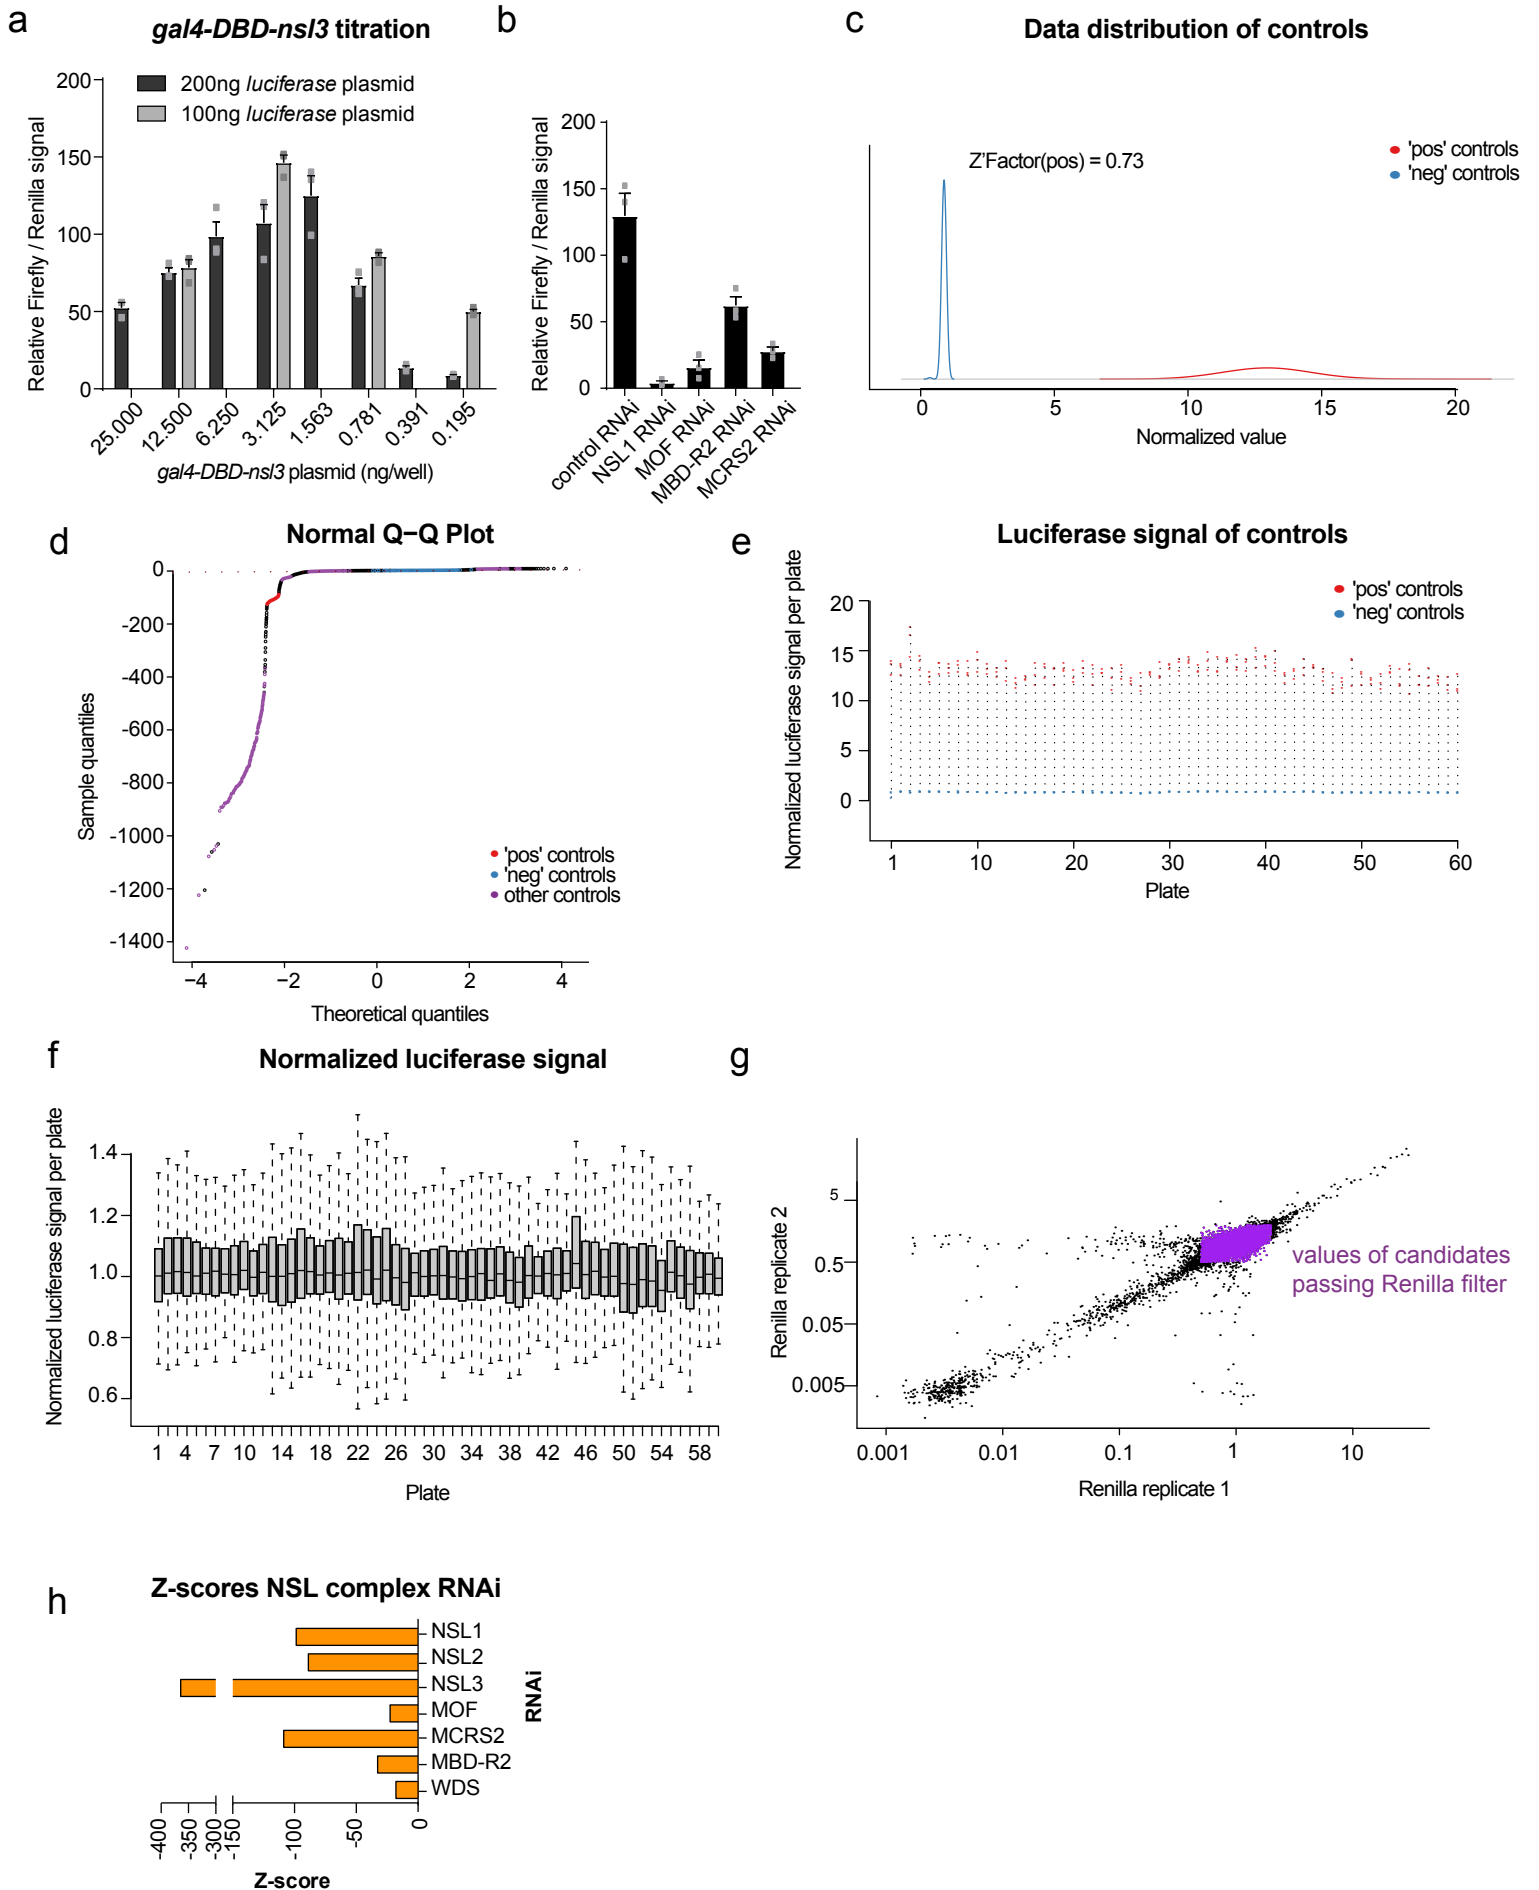 a
gal4-DBD-nsl3 titration
200ng luciferase plasmid
100ng luciferase plasmid
Relative Firefly / Renilla signal
200
150
100
50
0
25.000 12.500 6.250 3.125 1.563 0.781 0.391 0.195
gal4-DBD-nsl3 plasmid (ng/well)
b
Relative Firefly / Renilla signal
200
150
100
50
0
control RNAi
NSL1 RNAi
MOF RNAi
MBD-R2 RNAi
MCRS2 RNAi
c
Data distribution of controls
Z'Factor(pos) = 0.73
'pos' controls
'neg' controls
0 5 10 15 20
Normalized value
d
Normal Q−Q Plot
Sample quantiles
0
-200
-400
-600
-800
-1000
-1200
-1400
'pos' controls
'neg' controls
other controls
−4 −2 0 2 4
Theoretical quantiles
e
Luciferase signal of controls
Normalized luciferase signal per plate
'pos' controls
'neg' controls
20
15
10
5
0
1 10 20 30 40 50 60
Plate
f
Normalized luciferase signal
Normalized luciferase signal per plate
1.4
1.2
1.0
0.8
0.6
1 4 7 10 14 18 22 26 30 34 38 42 46 50 54 58
Plate
g
Renilla replicate 2
5
0.5
0.05
0.005
values of candidates
passing Renilla filter
0.001 0.01 0.1 1 10
Renilla replicate 1
h
Z-scores NSL complex RNAi
NSL1
NSL2
NSL3
MOF
MCRS2
MBD-R2
WDS
RNAi
-400 -350 -300 -150 -100 -50 0
Z-score